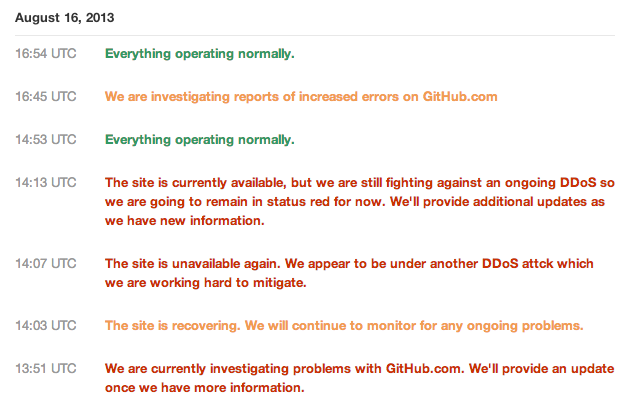 August 16, 2013
16:54 UTC Everything operating normally.
16:45 UTC We are investigating reports of increased errors on GitHub.com
14:53 UTC Everything operating normally.
14:13 UTC The site is currently available, but we are still fighting against an ongoing DDoS so
we are going to remain in status red for now. We'll provide additional updates as
we have new information.
14:07 UTC The site is unavailable again. We appear to be under another DDoS attck which
we are working hard to mitigate.
14:03 UTC The site is recovering. We will continue to monitor for any ongoing problems.
13:51 UTC We are currently investigating problems with GitHub.com. We'll provide an update
once we have more information.